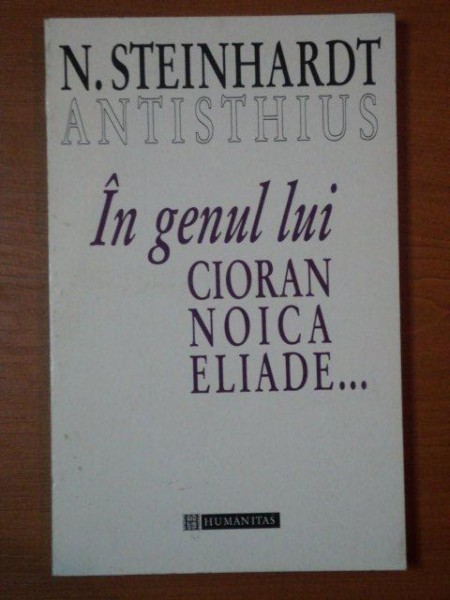 N. STEINHARDT
ANTISTHIUS
În genul lui
CIORAN
NOICA
ELIADE...
HUMANITAS